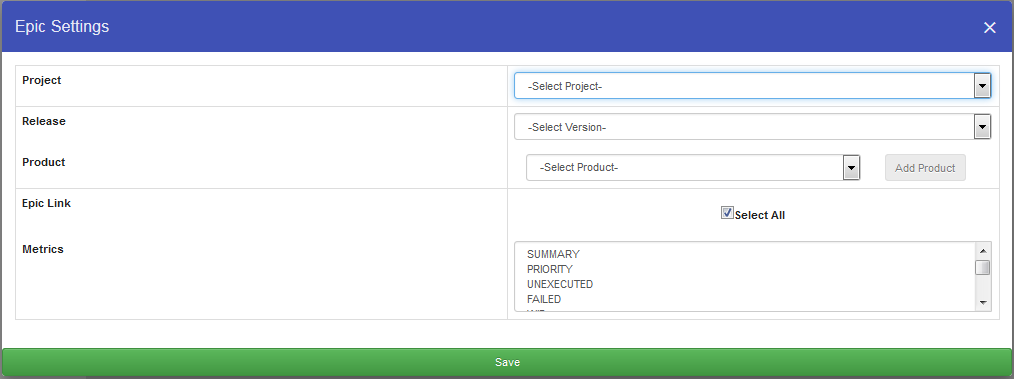 Epic Settings
Project
-Select Project-
Release
-Select Version-
Product
-Select Product-
Add Product
Epic Link
Select All
Metrics
SUMMARY
PRIORITY
UNEXECUTED
FAILED
Save